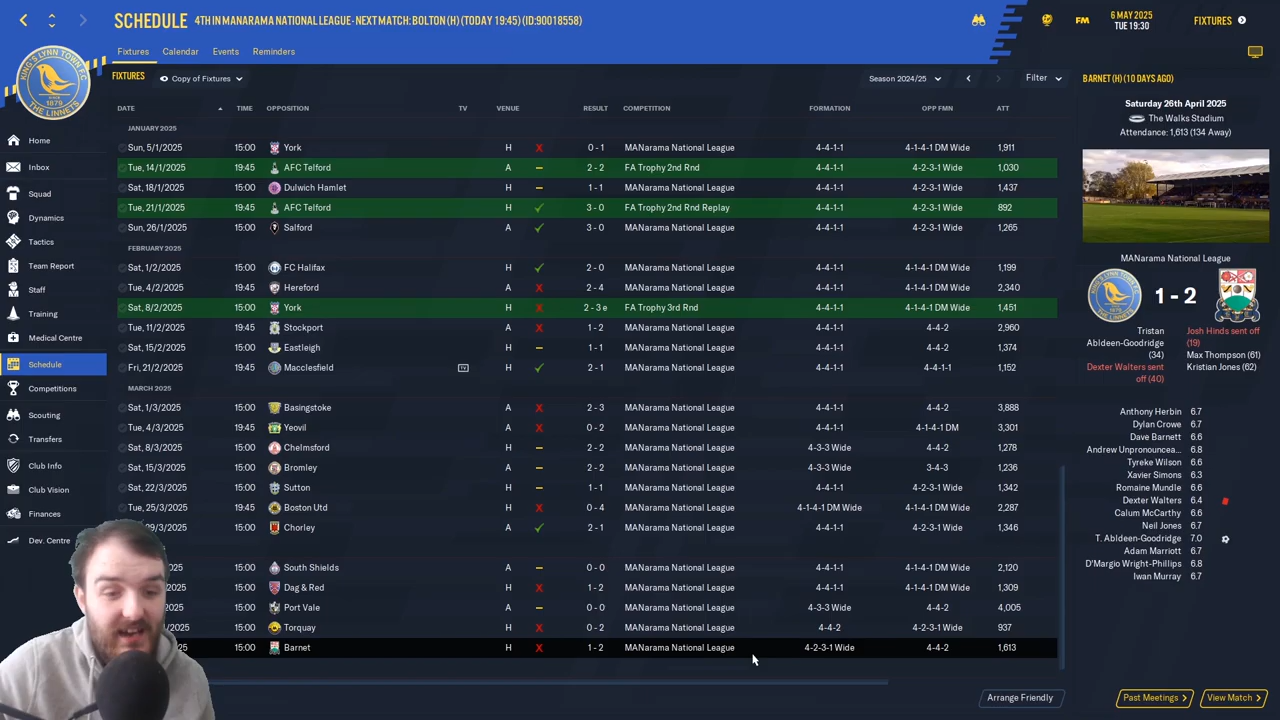 SCHEDULE 4TH IN MANARAMA NATIONAL LEAGUE - NEXT MATCH: BOLTON (H) (TODAY 19:45) (ID:90018558)
FM 6 MAY 2025 TUE 19:30 FIXTURES
Fixtures Calendar Events Reminders
FIXTURES Copy of Fixtures Season 2024/25 Filter
DATE TIME OPPOSITION TV VENUE RESULT COMPETITION FORMATION OPP FMN ATT
JANUARY 2025
Sun, 5/1/2025 15:00 York H X 0 - 1 MANarama National League 4-4-1-1 4-1-4-1 DM Wide 1,911
Tue, 14/1/2025 19:45 AFC Telford A – 2 - 2 FA Trophy 2nd Rnd 4-4-1-1 4-2-3-1 Wide 1,030
Sat, 18/1/2025 15:00 Dulwich Hamlet H – 1 - 1 MANarama National League 4-4-1-1 4-2-3-1 Wide 1,437
Tue, 21/1/2025 19:45 AFC Telford H ✓ 3 - 0 FA Trophy 2nd Rnd Replay 4-4-1-1 4-2-3-1 Wide 892
Sun, 26/1/2025 15:00 Salford A ✓ 3 - 0 MANarama National League 4-4-1-1 4-2-3-1 Wide 1,265
FEBRUARY 2025
Sat, 1/2/2025 15:00 FC Halifax H ✓ 2 - 0 MANarama National League 4-4-1-1 4-1-4-1 DM Wide 1,199
Tue, 4/2/2025 19:45 Hereford A X 2 - 4 MANarama National League 4-4-1-1 4-1-4-1 DM Wide 2,340
Sat, 8/2/2025 15:00 York H X 2 - 3 e FA Trophy 3rd Rnd 4-4-1-1 4-1-4-1 DM Wide 1,451
Tue, 11/2/2025 19:45 Stockport A X 1 - 2 MANarama National League 4-4-1-1 4-4-2 2,960
Sat, 15/2/2025 15:00 Eastleigh H – 1 - 1 MANarama National League 4-4-1-1 4-4-2 1,374
Fri, 21/2/2025 19:45 Macclesfield H ✓ 2 - 1 MANarama National League 4-4-1-1 4-4-1-1 1,152
MARCH 2025
Sat, 1/3/2025 15:00 Basingstoke A X 2 - 3 MANarama National League 4-4-1-1 4-4-2 3,888
Tue, 4/3/2025 19:45 Yeovil A X 0 - 2 MANarama National League 4-4-1-1 4-1-4-1 DM 3,301
Sat, 8/3/2025 15:00 Chelmsford H – 2 - 2 MANarama National League 4-3-3 Wide 4-4-2 1,278
Sat, 15/3/2025 15:00 Bromley A – 2 - 2 MANarama National League 4-3-3 Wide 3-4-3 1,236
Sat, 22/3/2025 15:00 Sutton H – 1 - 1 MANarama National League 4-4-1-1 4-2-3-1 Wide 1,342
Tue, 25/3/2025 19:45 Boston Utd H X 0 - 4 MANarama National League 4-1-4-1 DM Wide 4-1-4-1 DM Wide 2,287
29/3/2025 15:00 Chorley A ✓ 2 - 1 MANarama National League 4-4-1-1 4-2-3-1 Wide 1,346
15:00 South Shields A – 0 - 0 MANarama National League 4-4-1-1 4-1-4-1 DM Wide 2,120
15:00 Dag & Red H X 1 - 2 MANarama National League 4-4-1-1 4-1-4-1 DM Wide 1,309
15:00 Port Vale A – 0 - 0 MANarama National League 4-3-3 Wide 4-4-2 4,005
15:00 Torquay H X 0 - 2 MANarama National League 4-4-2 4-2-3-1 Wide 937
15:00 Barnet H X 1 - 2 MANarama National League 4-2-3-1 Wide 4-4-2 1,613
Arrange Friendly
KING'S LYNN TOWN F.C.
1879
THE LINNETS
Home
Inbox
Squad
Dynamics
Tactics
Team Report
Staff
Training
Medical Centre
Schedule
Competitions
Scouting
Transfers
Club Info
Club Vision
Finances
Dev. Centre
BARNET (H) (10 DAYS AGO)
Saturday 26th April 2025
The Walks Stadium
Attendance: 1,613 (134 Away)
MANarama National League
1 - 2
Tristan Abldeen-Goodridge (34)
Dexter Walters sent off (40)
Josh Hinds sent off (19)
Max Thompson (61)
Kristian Jones (62)
Anthony Herbin 6.7
Dylan Crowe 6.7
Dave Barnett 6.6
Andrew Unpronouncea... 6.8
Tyreke Wilson 6.6
Xavier Simons 6.3
Romaine Mundle 6.6
Dexter Walters 6.4
Calum McCarthy 6.6
Neil Jones 6.7
T. Abldeen-Goodridge 7.0
Adam Marriott 6.7
D'Margio Wright-Phillips 6.8
Iwan Murray 6.7
Past Meetings View Match